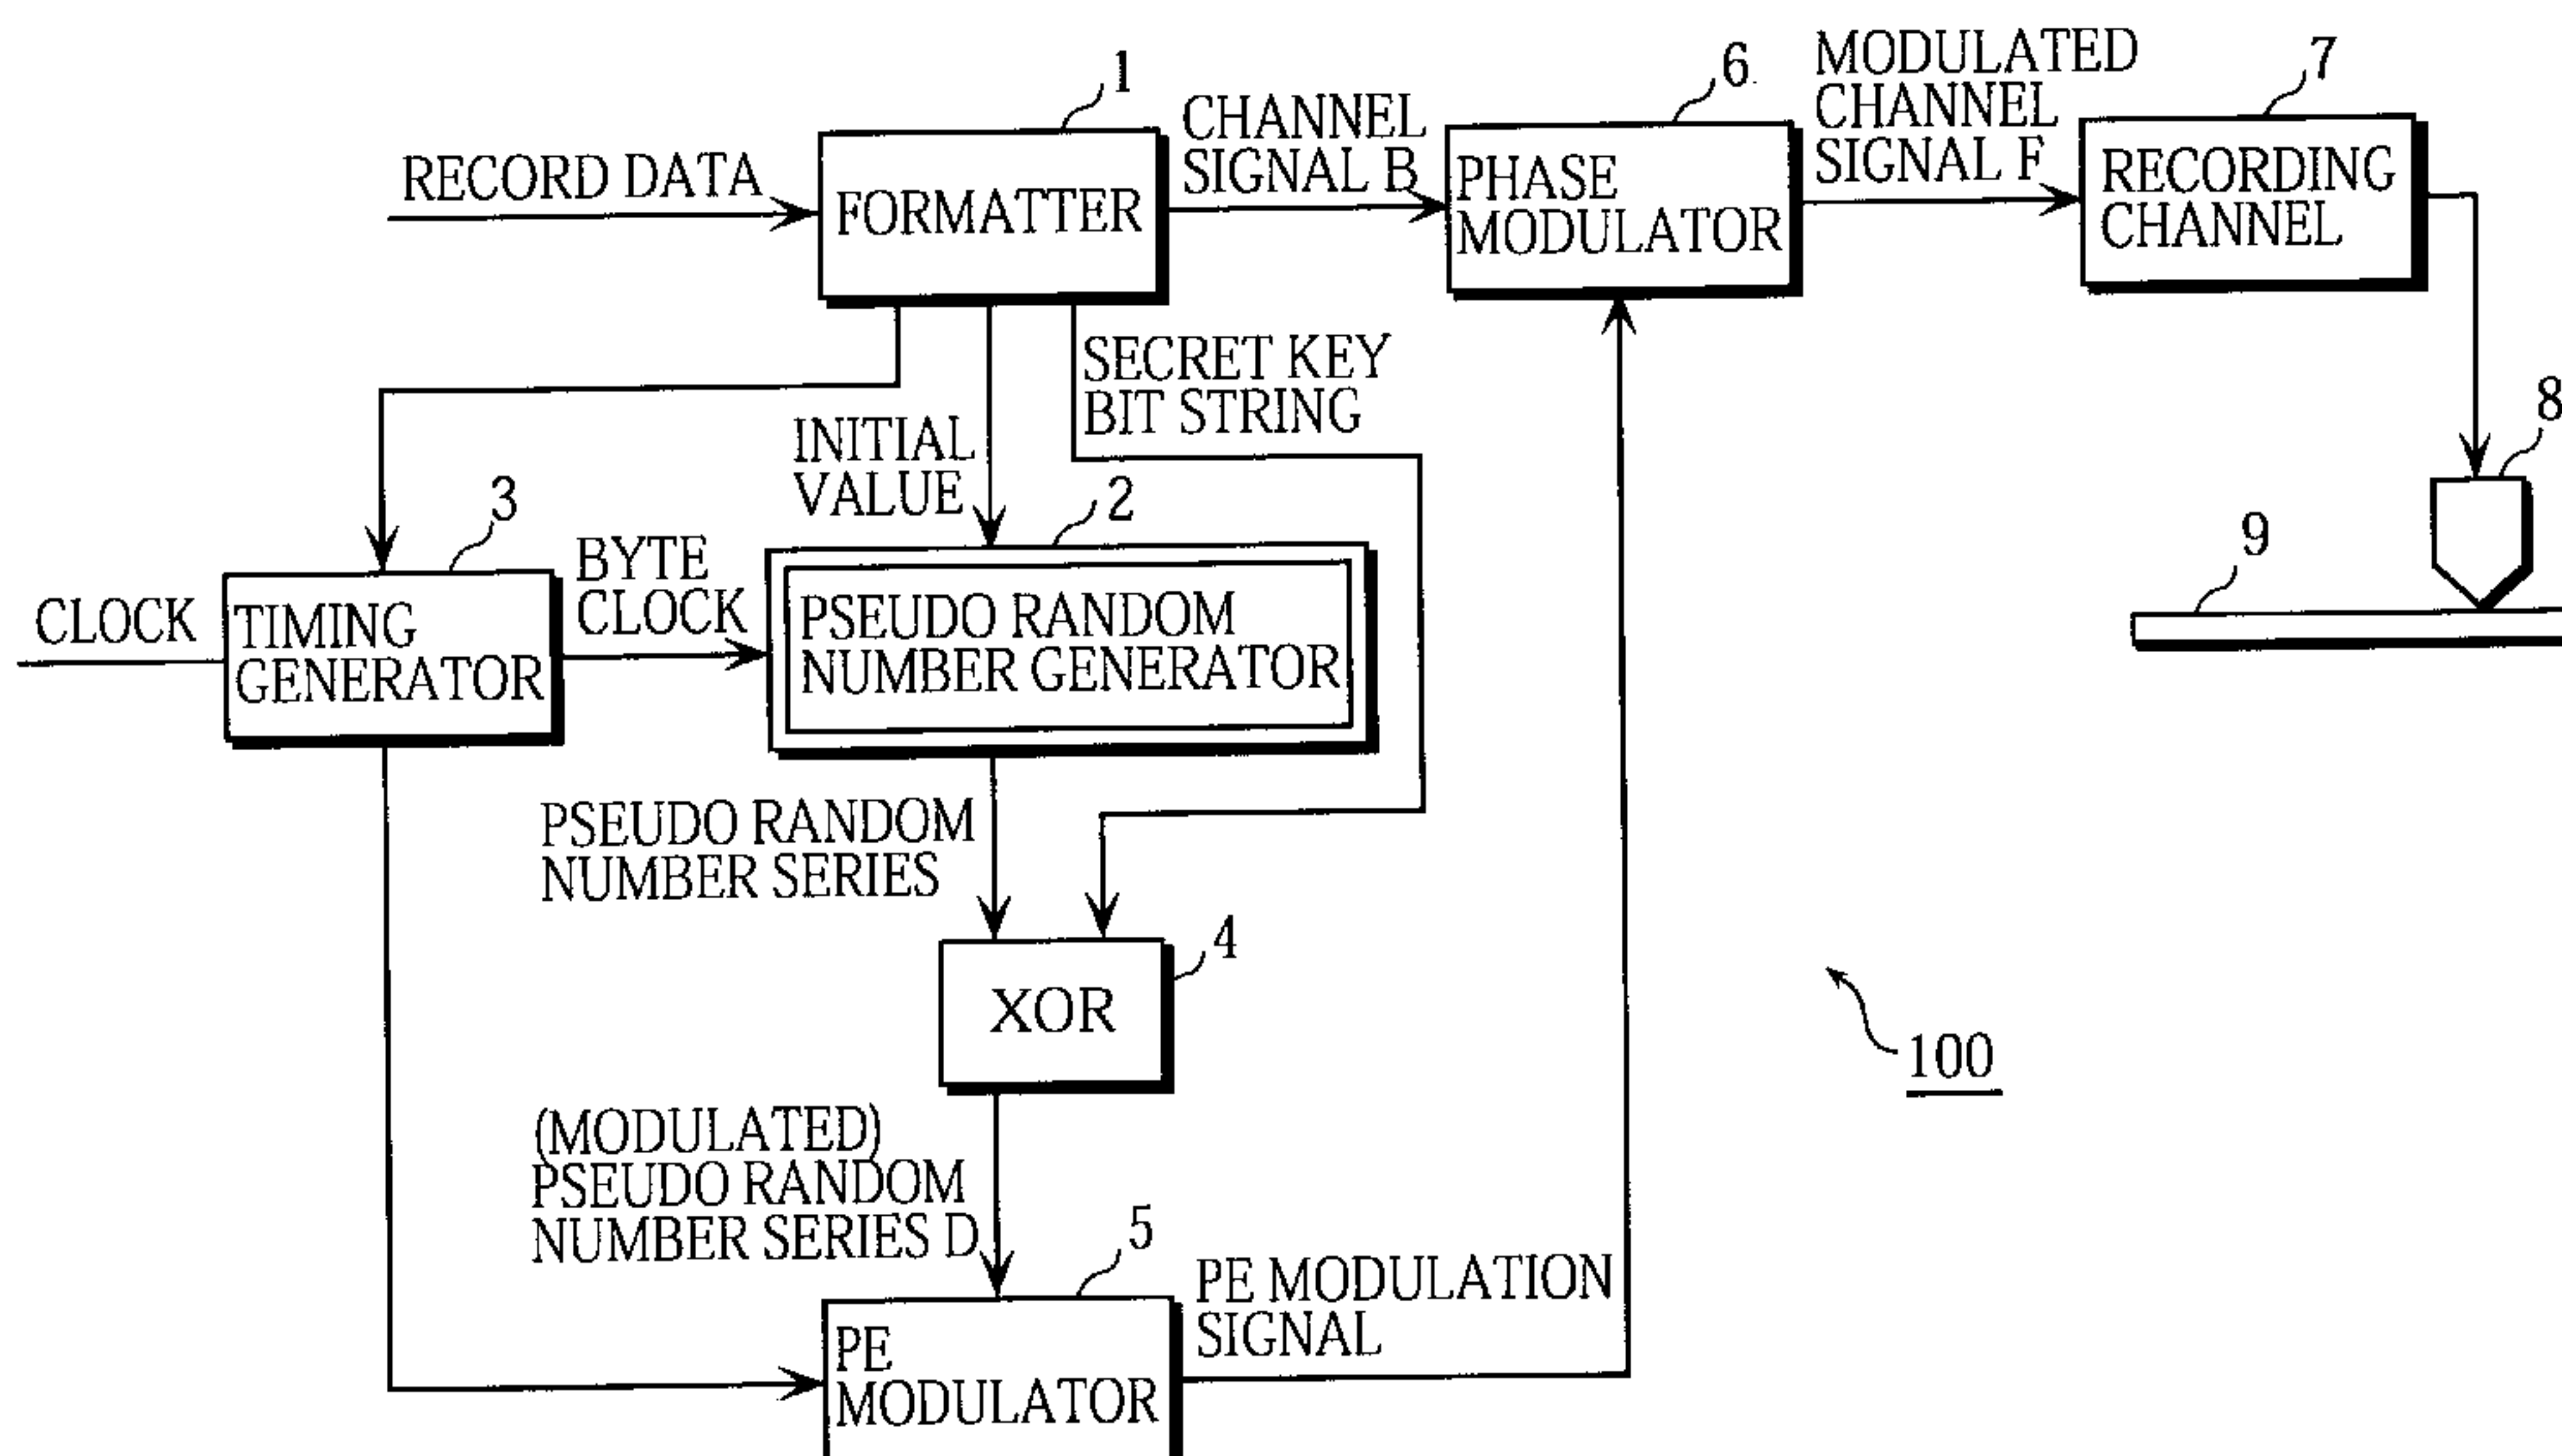 1
6
7
MODULATED
CHANNEL
SIGNAL F
CHANNEL
SIGNAL B
RECORD DATA
FORMATTER
PHASE
MODULATOR
RECORDING
CHANNEL
SECRET KEY
BIT STRING
INITIAL
VALUE
8
3
2
9
CLOCK
TIMING
GENERATOR
BYTE
CLOCK
PSEUDO RANDOM
NUMBER GENERATOR
PSEUDO RANDOM
NUMBER SERIES
4
XOR
100
(MODULATED)
PSEUDO RANDOM
NUMBER SERIES D
5
PE
MODULATOR
PE MODULATION
SIGNAL